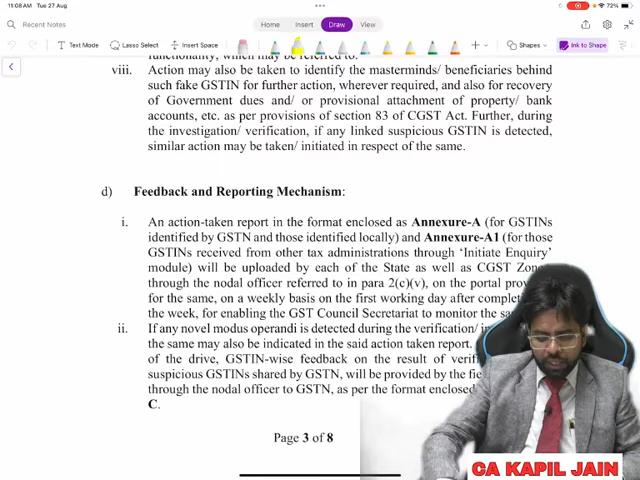 11:08 AM Tue 27 Aug
72%
Recent Notes
Home Insert Draw View
Text Mode Lasso Select Insert Space Shapes Ink to Shape
functionality, which may be referred to.
viii. Action may also be taken to identify the masterminds/ beneficiaries behind
such fake GSTIN for further action, wherever required, and also for recovery
of Government dues and/ or provisional attachment of property/ bank
accounts, etc. as per provisions of section 83 of CGST Act. Further, during
the investigation/ verification, if any linked suspicious GSTIN is detected,
similar action may be taken/ initiated in respect of the same.
d) Feedback and Reporting Mechanism:
i. An action-taken report in the format enclosed as Annexure-A (for GSTINs
identified by GSTN and those identified locally) and Annexure-A1 (for those
GSTINs received from other tax administrations through ‘Initiate Enquiry’
module) will be uploaded by each of the State as well as CGST
through the nodal officer referred to in para 2(c)(v), on the portal
for the same, on a weekly basis on the first working day after
the week, for enabling the GST Council Secretariat to monitor the
ii. If any novel modus operandi is detected during the verification/
the same may also be indicated in the said action taken report.
of the drive, GSTIN-wise feedback on the result of
suspicious GSTINs shared by GSTN, will be provided by the
through the nodal officer to GSTN, as per the format enclosed
C.
Page 3 of 8
CA KAPIL JAIN